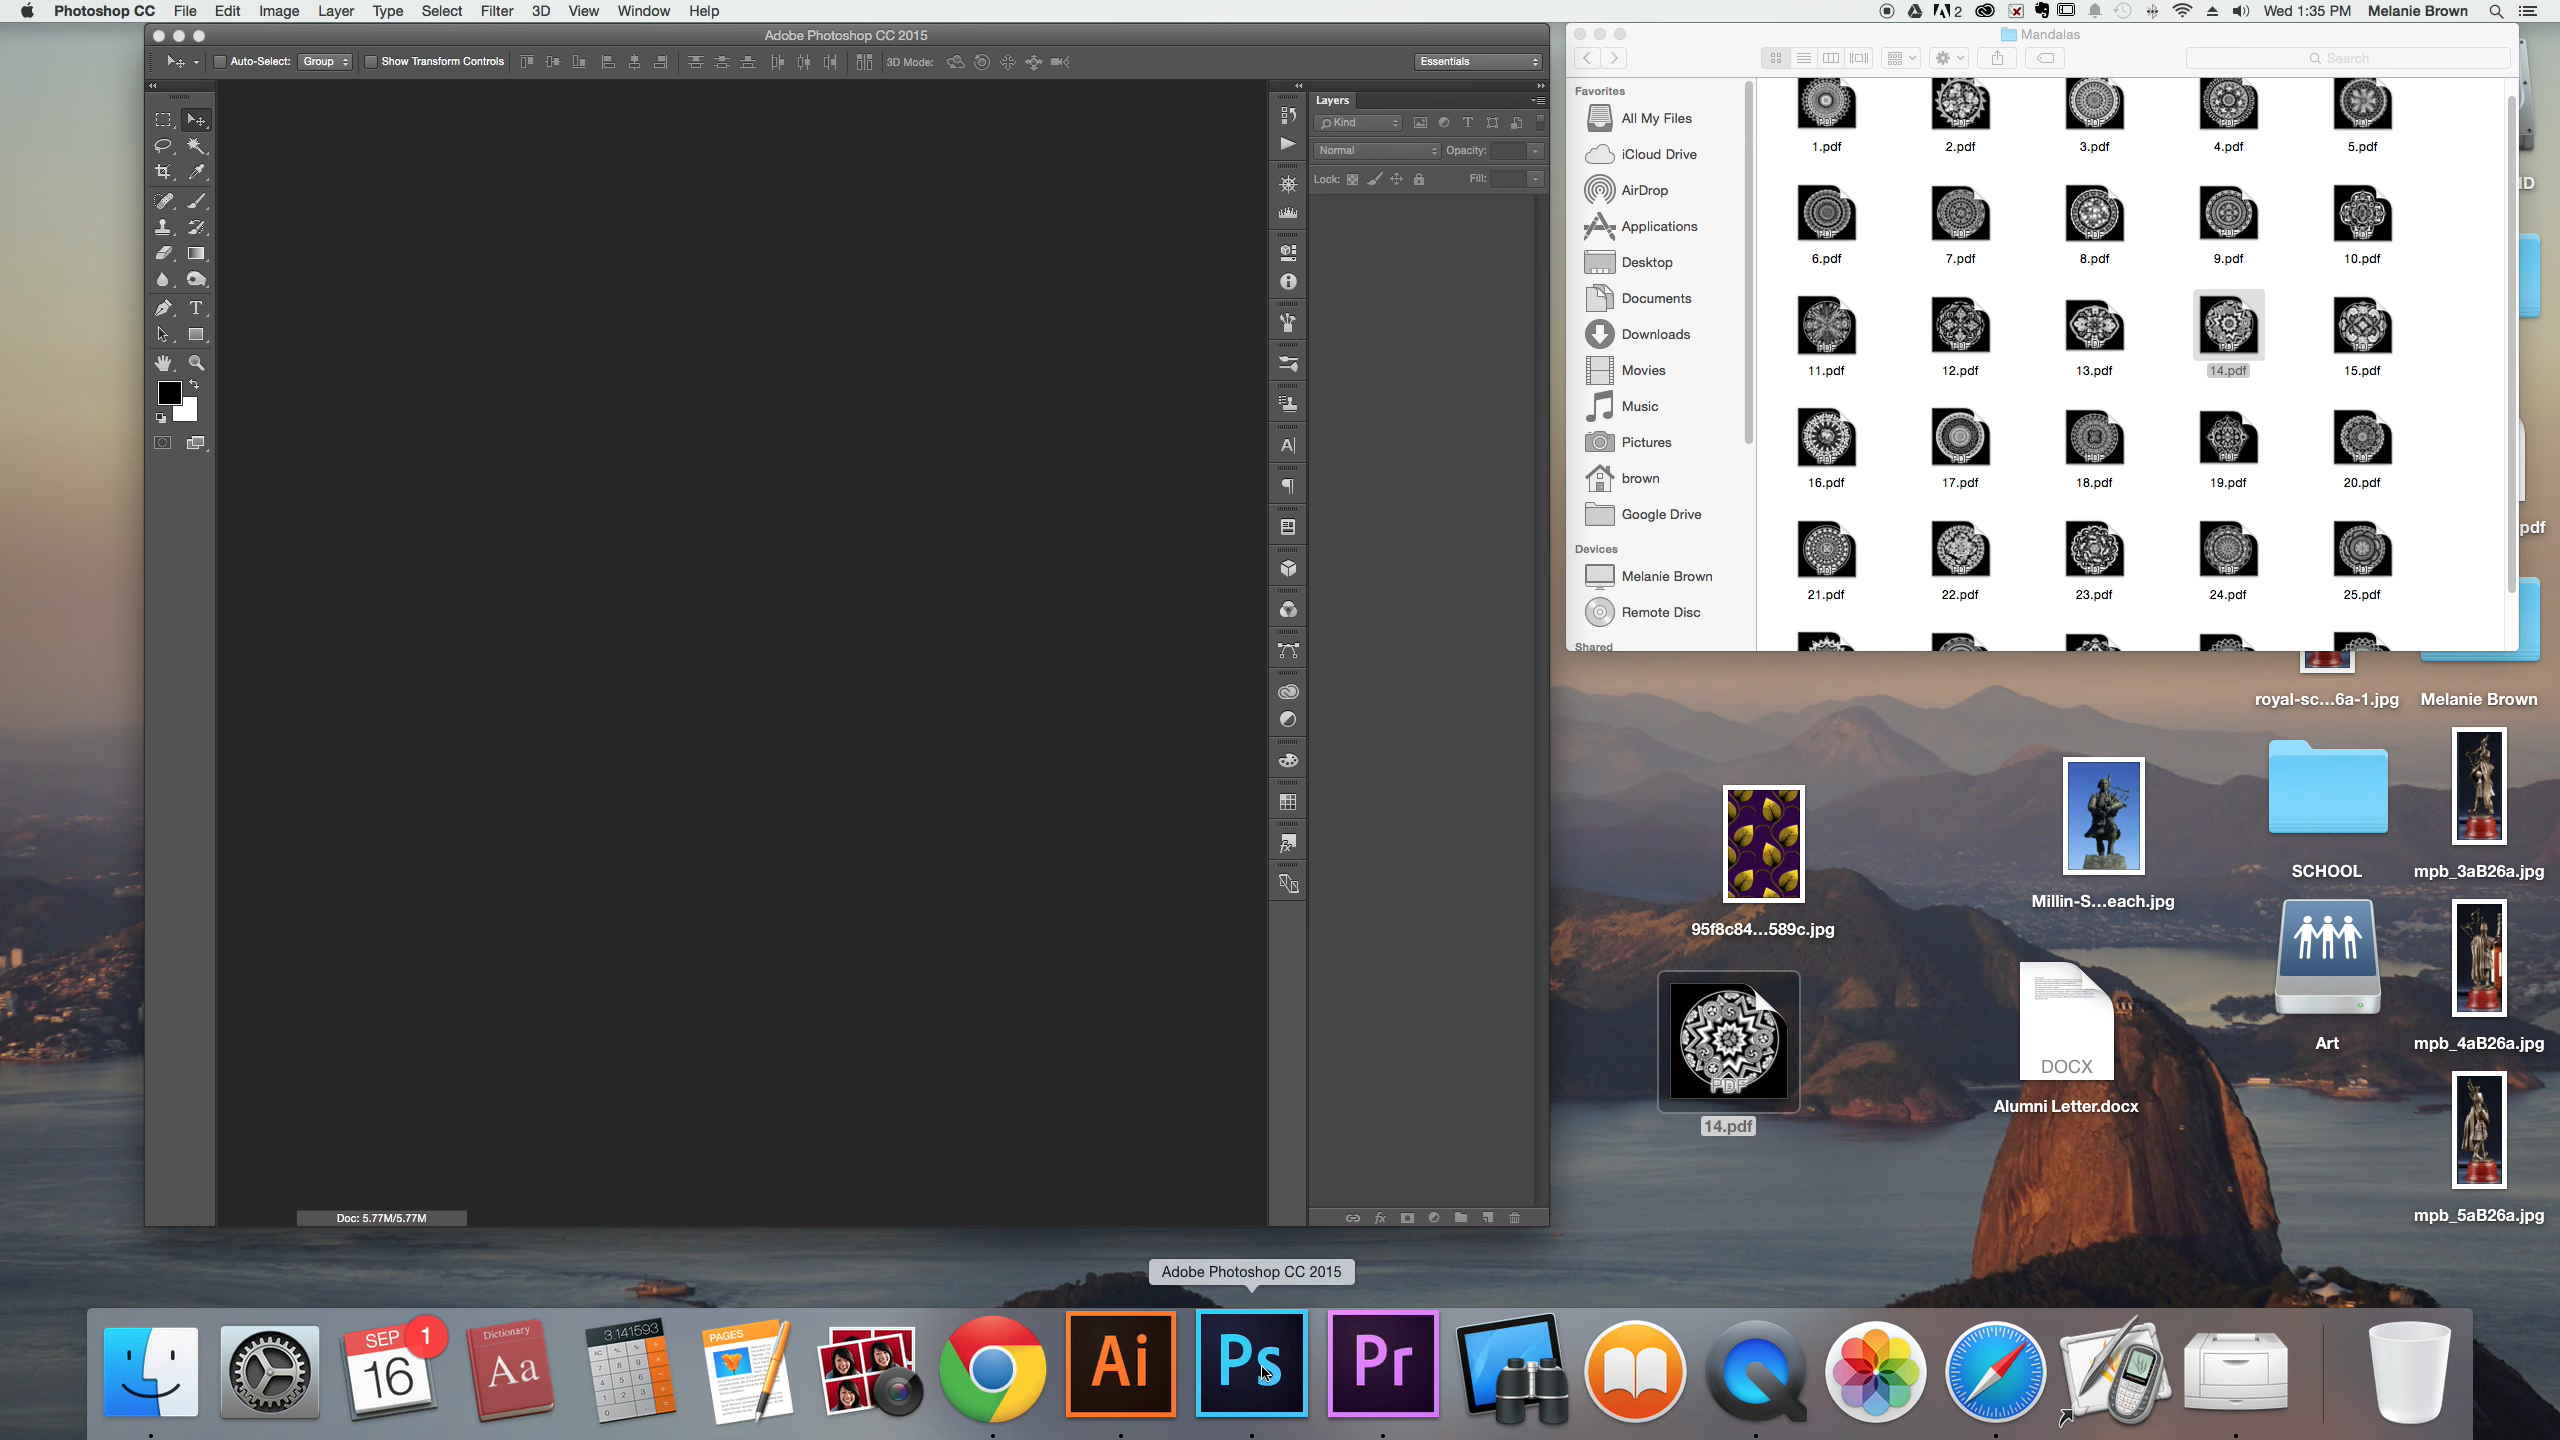 Photoshop CC File Edit Image Layer Type Select Filter 3D View Window Help 2 Wed 1:35 PM Melanie Brown
Adobe Photoshop CC 2015
Auto-Select: Group Show Transform Controls 3D Mode: Essentials
Layers
Kind
Normal Opacity:
Lock: Fill:
Doc: 5.77M/5.77M
Mandalas
Search
Favorites
All My Files
iCloud Drive
AirDrop
Applications
Desktop
Documents
Downloads
Movies
Music
Pictures
brown
Google Drive
Devices
Melanie Brown
Remote Disc
Shared
1.pdf 2.pdf 3.pdf 4.pdf 5.pdf
6.pdf 7.pdf 8.pdf 9.pdf 10.pdf
11.pdf 12.pdf 13.pdf 14.pdf 15.pdf
16.pdf 17.pdf 18.pdf 19.pdf 20.pdf
21.pdf 22.pdf 23.pdf 24.pdf 25.pdf
ID
pdf
royal-sc...6a-1.jpg Melanie Brown
SCHOOL mpb_3aB26a.jpg
Millin-S...each.jpg
95f8c84...589c.jpg
Art mpb_4aB26a.jpg
PDF
14.pdf
DOCX
Alumni Letter.docx
mpb_5aB26a.jpg
Adobe Photoshop CC 2015
SEP 1
16
Dictionary
Aa
3.141593
PAGES
Ai
Ps
Pr